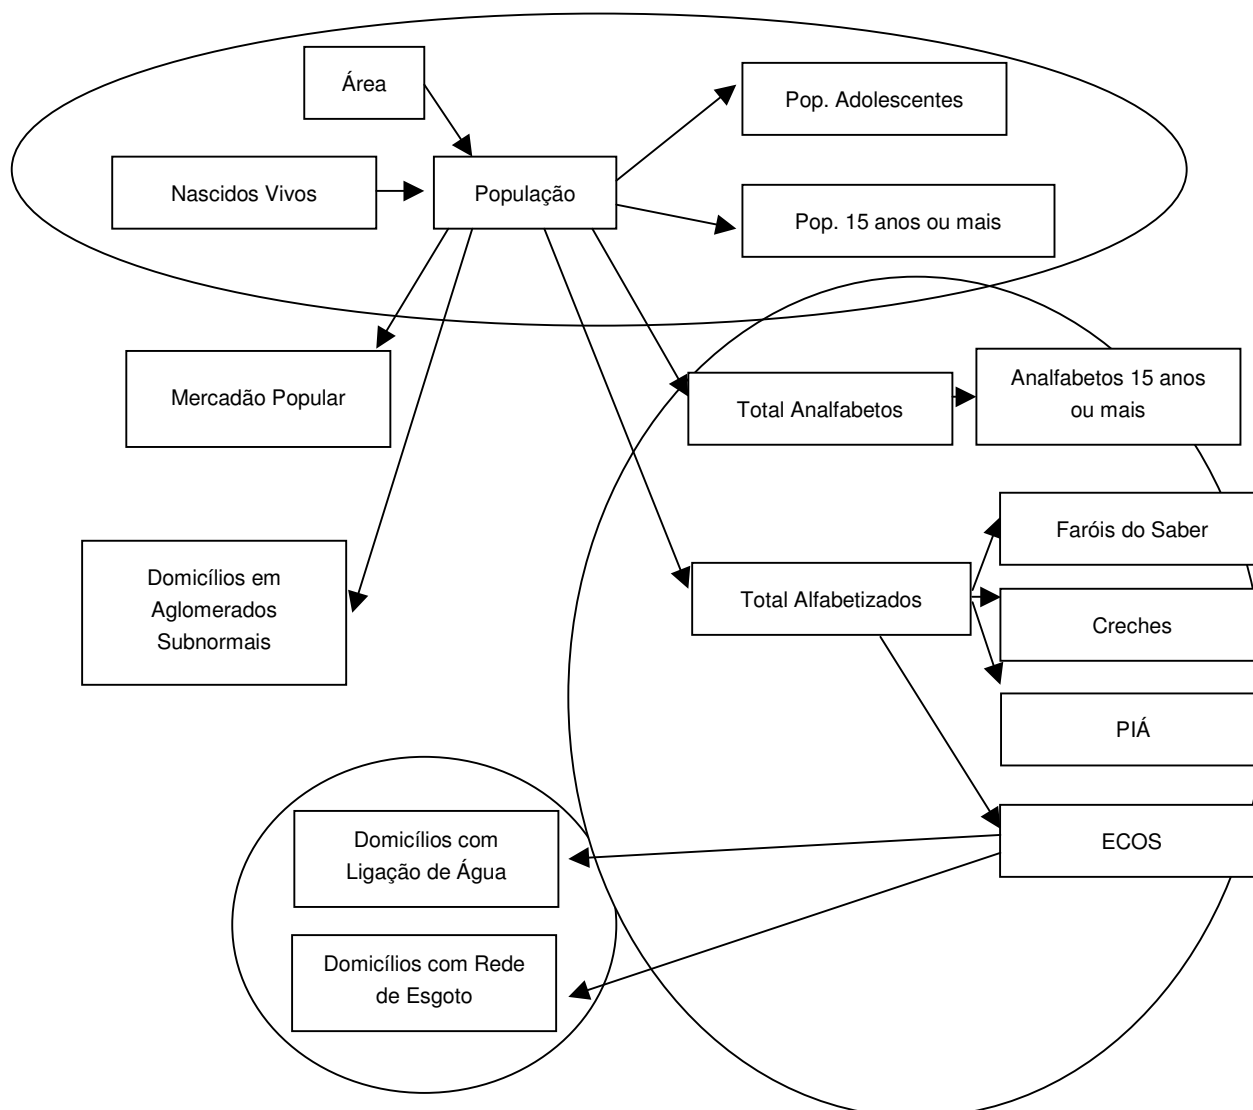 Área
Pop. Adolescentes
Nascidos Vivos
População
Pop. 15 anos ou mais
Mercadão Popular
Total Analfabetos
Analfabetos 15 anos
ou mais
Faróis do Saber
Domicílios em
Aglomerados
Subnormais
Total Alfabetizados
Creches
PIÁ
Domicílios com
Ligação de Água
ECOS
Domicílios com Rede
de Esgoto